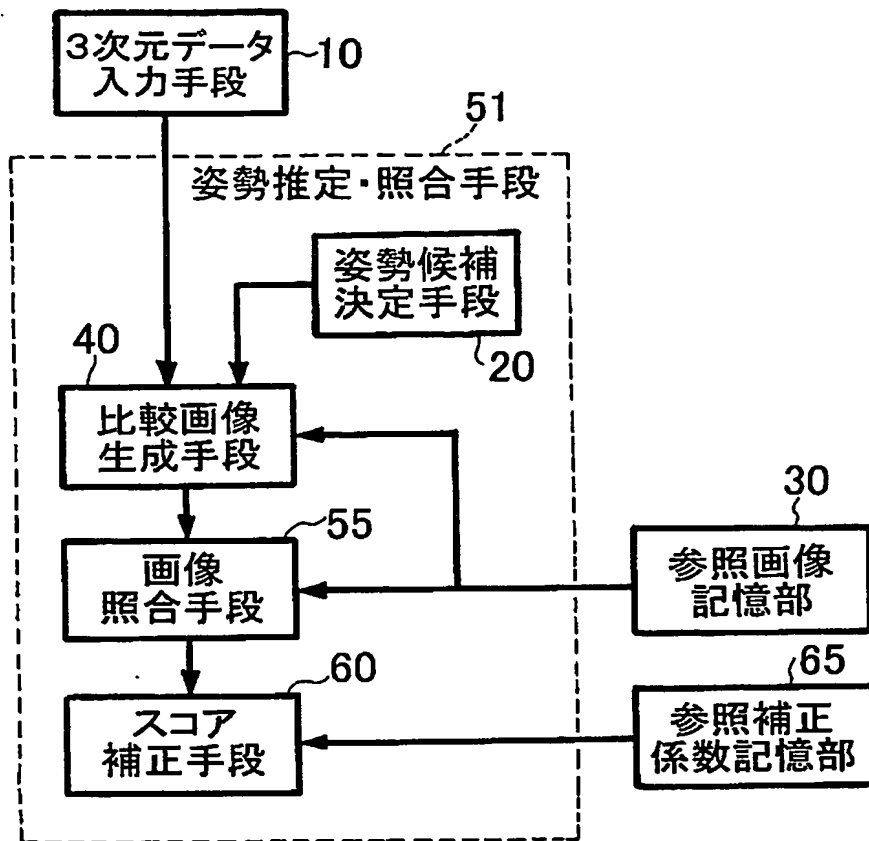 3次元データ
入力手段
10
51
姿勢推定・照合手段
姿勢候補
決定手段
20
40
比較画像
生成手段
55
画像
照合手段
30
参照画像
記憶部
60
スコア
補正手段
65
参照補正
係数記憶部